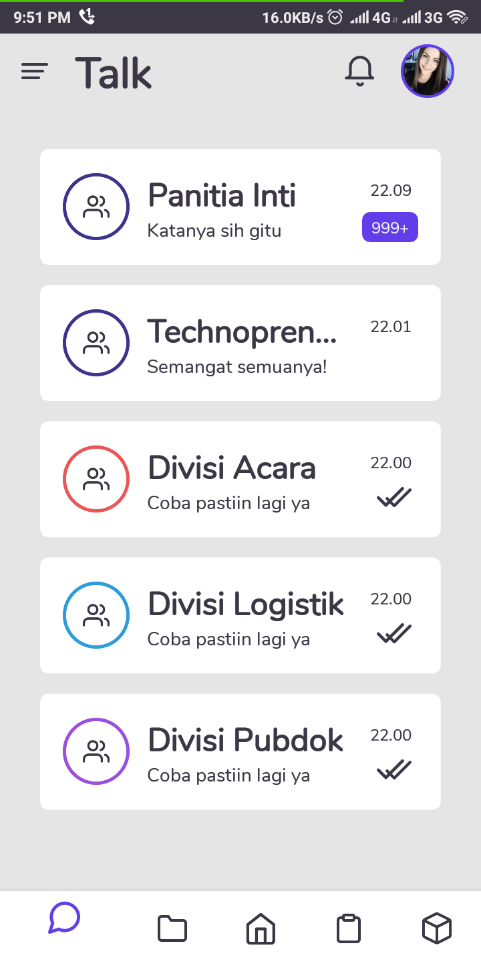 9:51 PM 1 16.0KB/s 4G 3G
Talk
Panitia Inti 22.09
Katanya sih gitu 999+
Technopren... 22.01
Semangat semuanya!
Divisi Acara 22.00
Coba pastiin lagi ya
Divisi Logistik 22.00
Coba pastiin lagi ya
Divisi Pubdok 22.00
Coba pastiin lagi ya